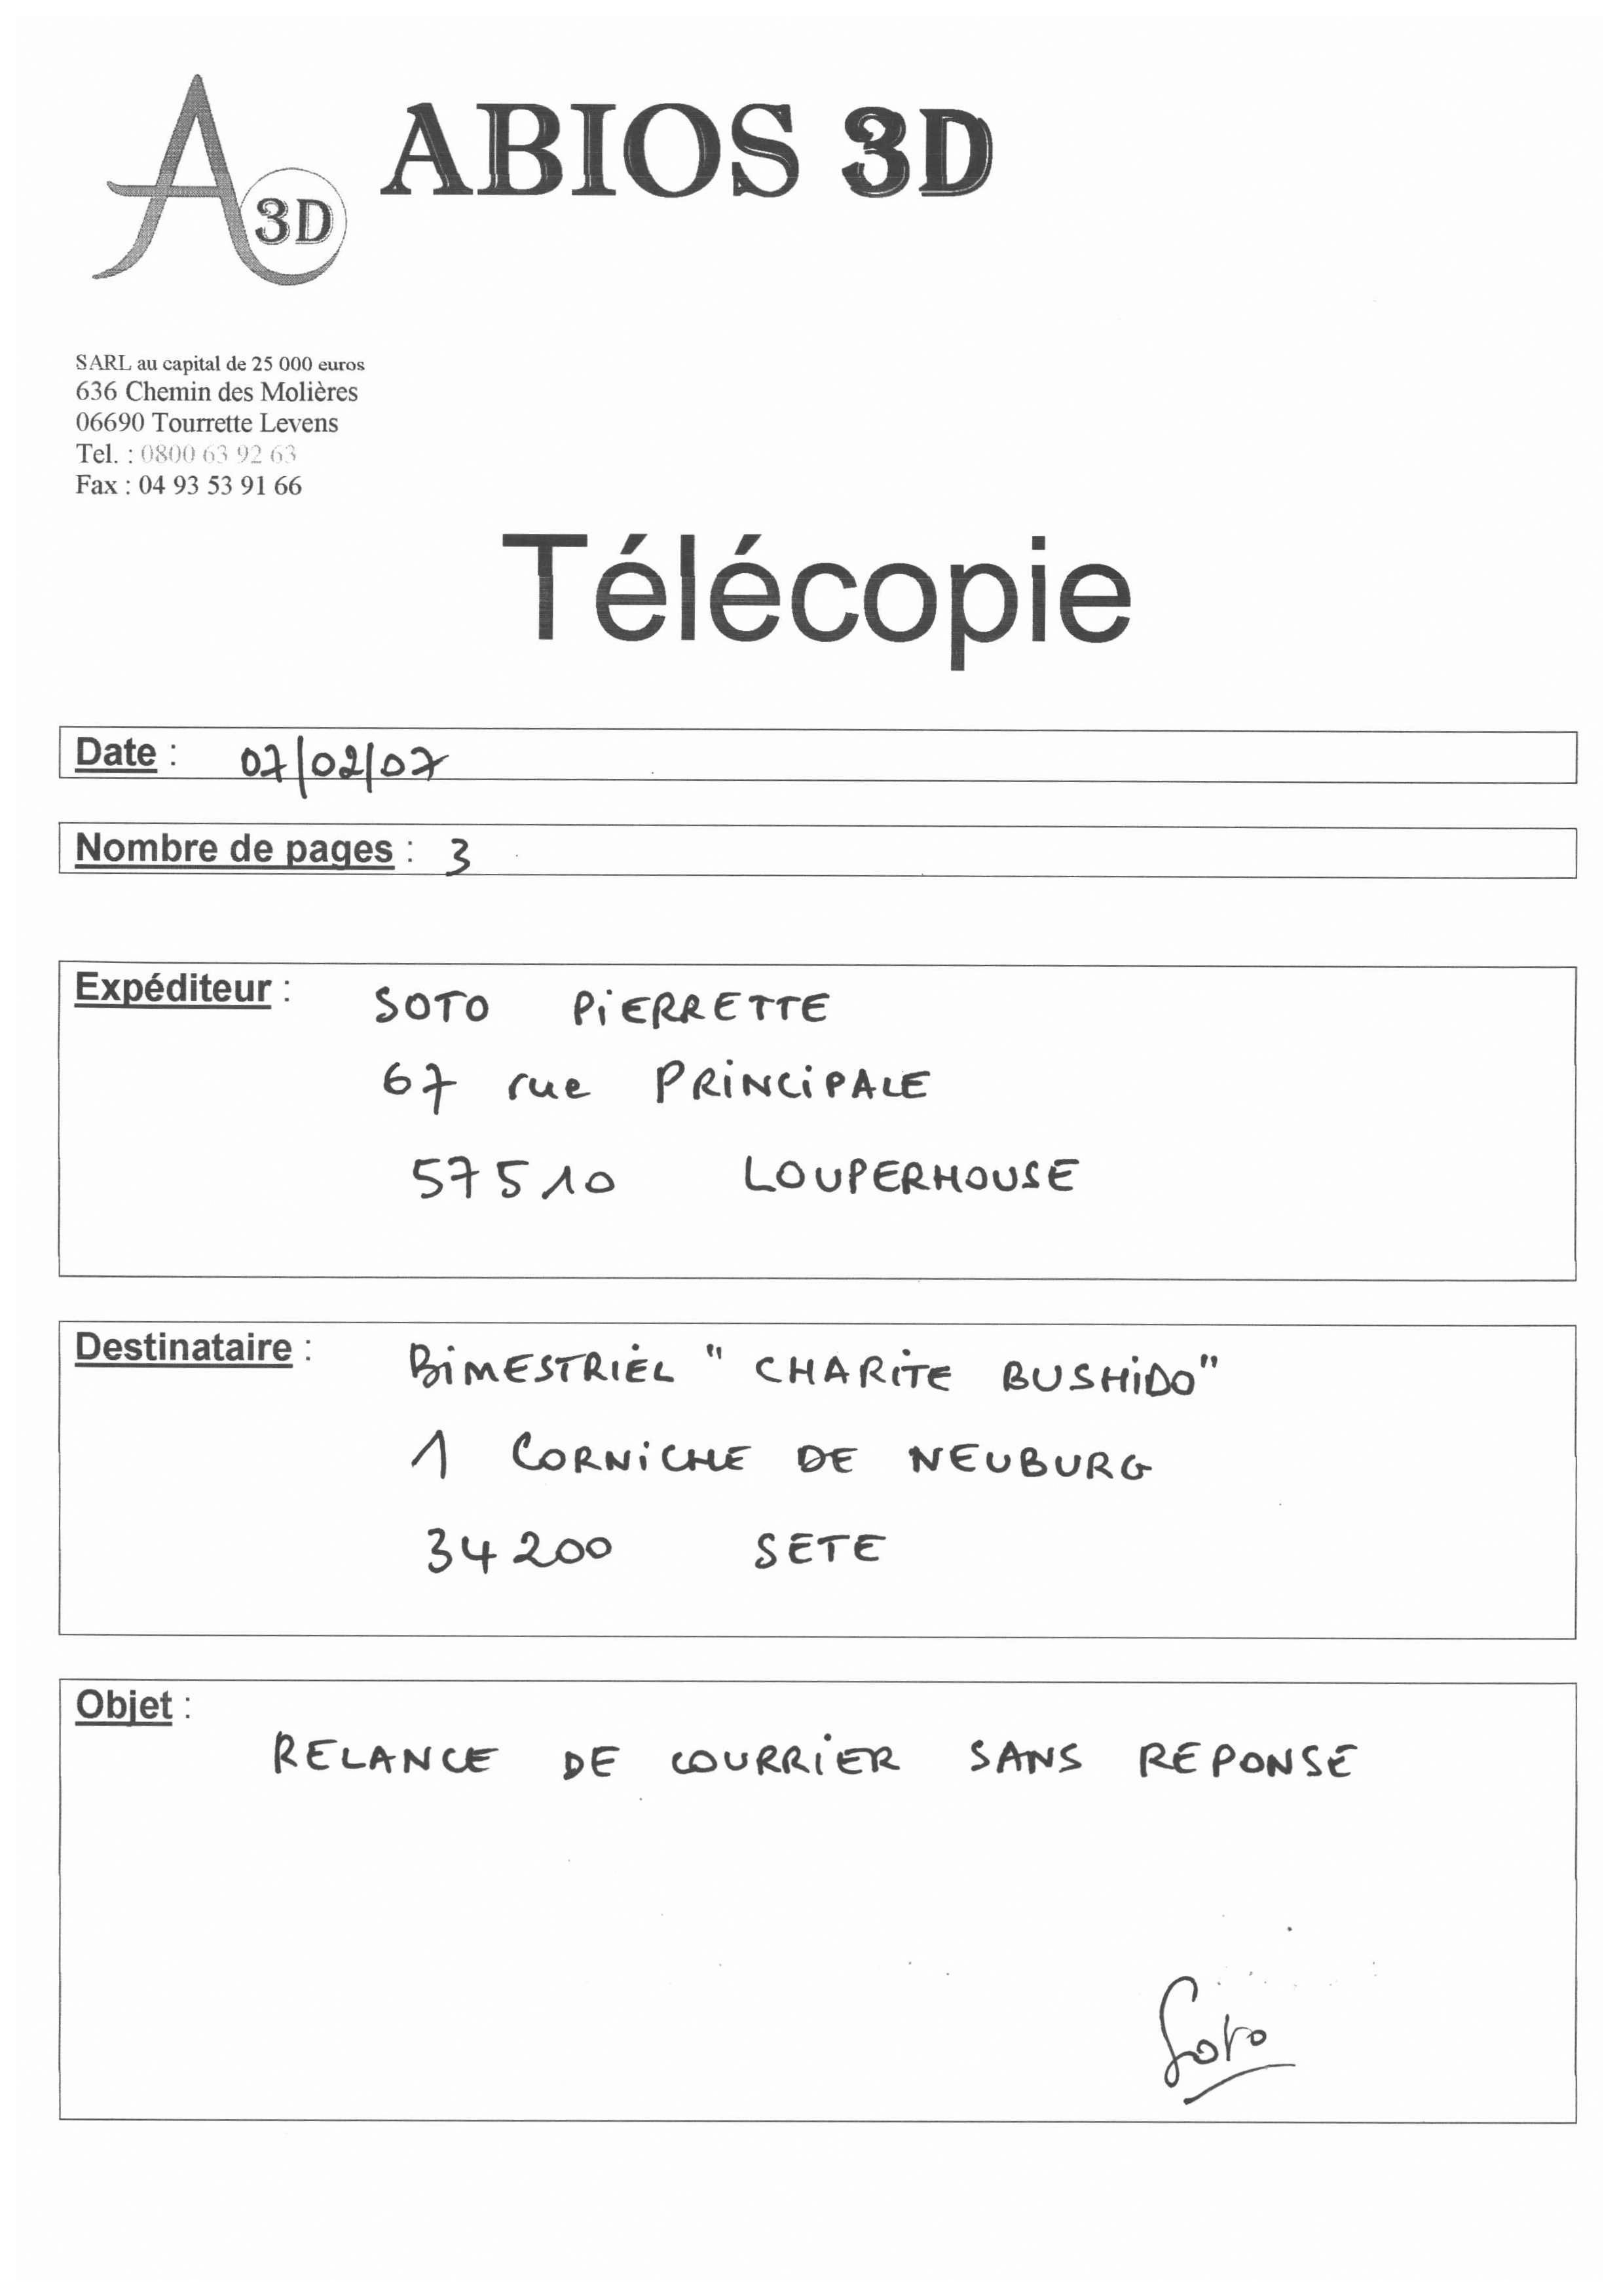 A 3D
ABIOS 3D
SARL au capital de 25 000 euros
636 Chemin des Molières
06690 Tourrette Levens
Tel. : 0800 63 92 63
Fax : 04 93 53 91 66
Télécopie
Date : 07/02/07
Nombre de pages : 3
Expéditeur : SOTO PiERRETTE
67 rue PRiNCiPALE
57510 LOUPERHOUSE
Destinataire : BiMESTRiEL " CHARiTE BUSHiDO"
1 CORNiCHE DE NEUBURG
34200 SETE
Objet :
RELANCE DE COURRiER SANS REPONSE
Soto